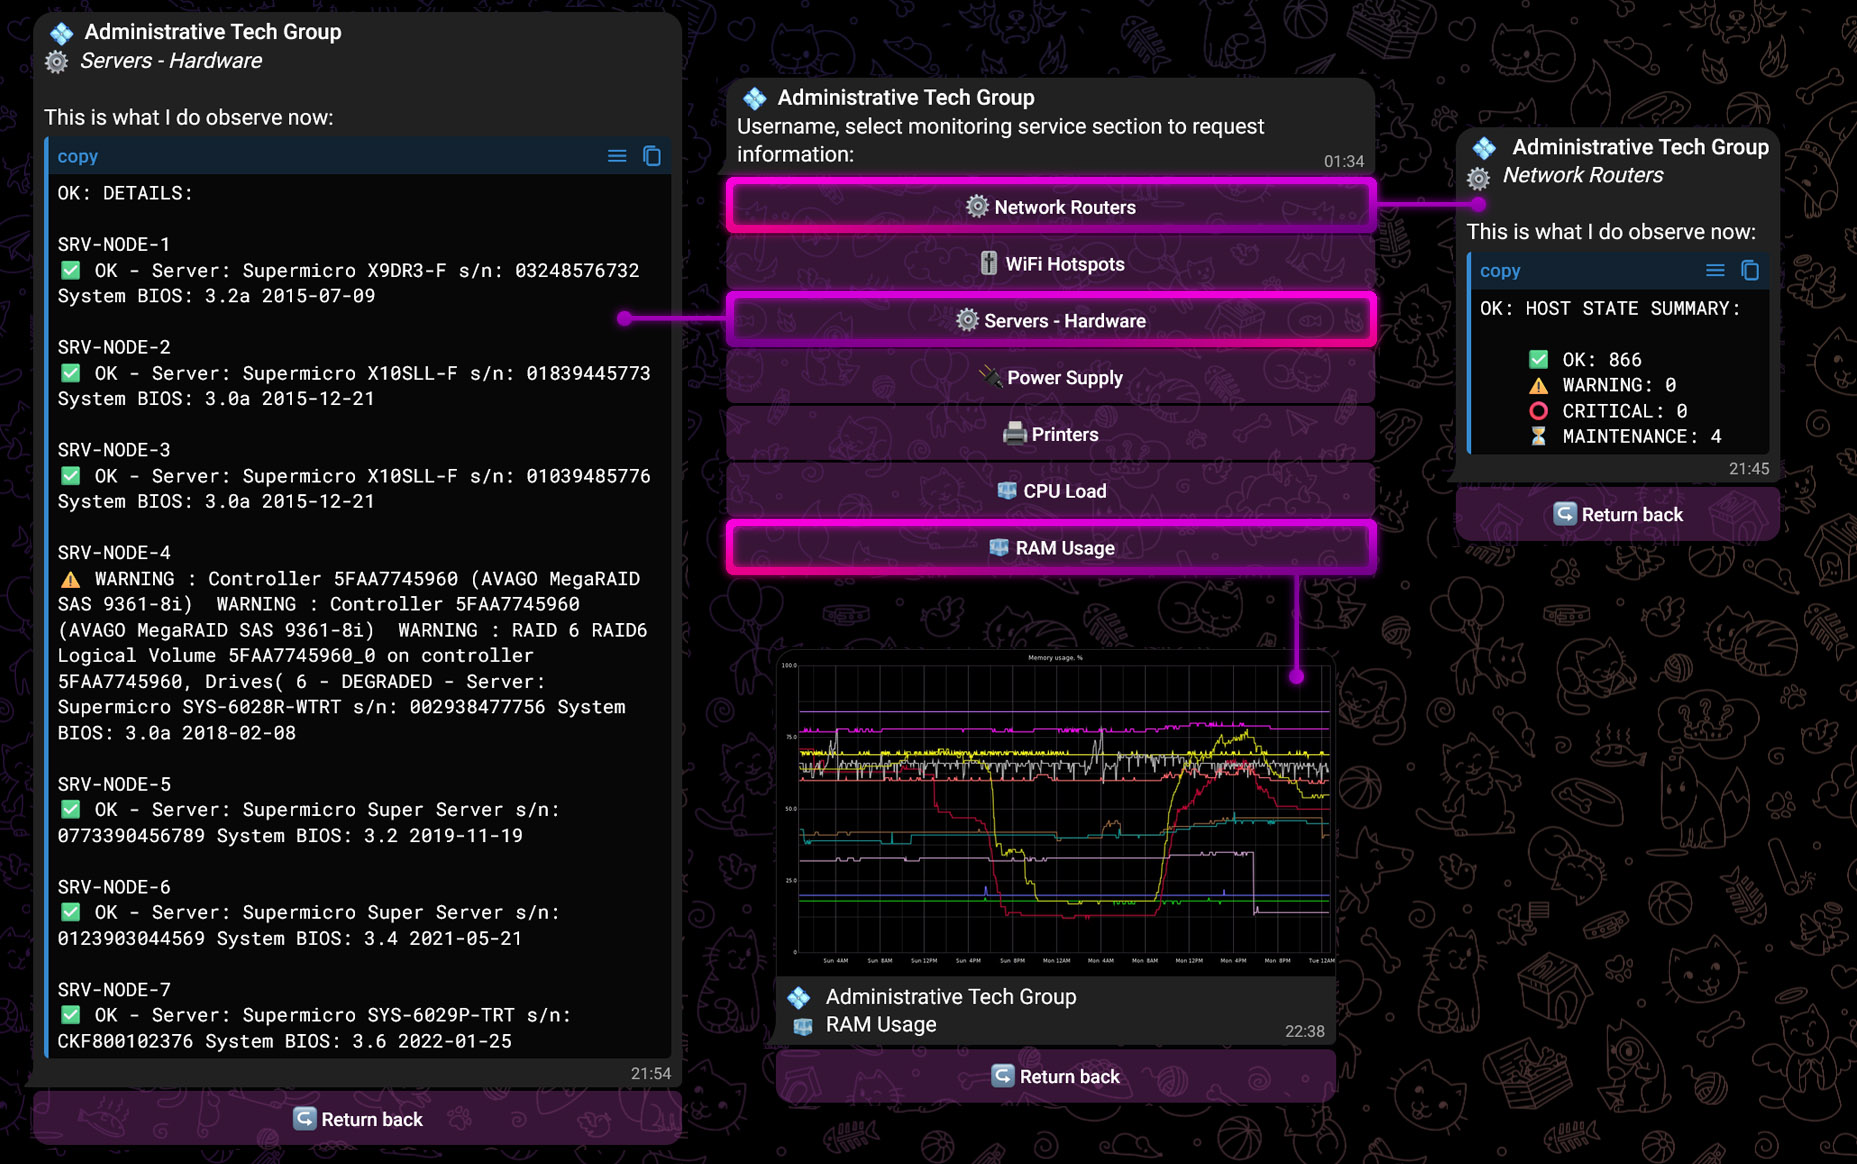 Administrative Tech Group
Servers - Hardware
This is what I do observe now:
copy
OK: DETAILS:
SRV-NODE-1
✅ OK - Server: Supermicro X9DR3-F s/n: 03248576732
System BIOS: 3.2a 2015-07-09
SRV-NODE-2
✅ OK - Server: Supermicro X10SLL-F s/n: 01839445773
System BIOS: 3.0a 2015-12-21
SRV-NODE-3
✅ OK - Server: Supermicro X10SLL-F s/n: 01039485776
System BIOS: 3.0a 2015-12-21
SRV-NODE-4
⚠️ WARNING : Controller 5FAA7745960 (AVAGO MegaRAID
SAS 9361-8i)  WARNING : Controller 5FAA7745960
(AVAGO MegaRAID SAS 9361-8i)  WARNING : RAID 6 RAID6
Logical Volume 5FAA7745960_0 on controller
5FAA7745960, Drives( 6 - DEGRADED - Server:
Supermicro SYS-6028R-WTRT s/n: 002938477756 System
BIOS: 3.0a 2018-02-08
SRV-NODE-5
✅ OK - Server: Supermicro Super Server s/n:
0773390456789 System BIOS: 3.2 2019-11-19
SRV-NODE-6
✅ OK - Server: Supermicro Super Server s/n:
0123903044569 System BIOS: 3.4 2021-05-21
SRV-NODE-7
✅ OK - Server: Supermicro SYS-6029P-TRT s/n:
CKF800102376 System BIOS: 3.6 2022-01-25
21:54
Return back
Administrative Tech Group
Username, select monitoring service section to request
information:
01:34
Network Routers
WiFi Hotspots
Servers - Hardware
Power Supply
Printers
CPU Load
RAM Usage
Memory usage, %
100.0
75.0
50.0
25.0
0
Sun 4AM Sun 8AM Sun 12PM Sun 4PM Sun 8PM Mon 12AM Mon 4AM Mon 8AM Mon 12PM Mon 4PM Mon 8PM Tue 12AM
Administrative Tech Group
RAM Usage
22:38
Return back
Administrative Tech Group
Network Routers
This is what I do observe now:
copy
OK: HOST STATE SUMMARY:
✅ OK: 866
⚠️ WARNING: 0
⭕ CRITICAL: 0
⏳ MAINTENANCE: 4
21:45
Return back